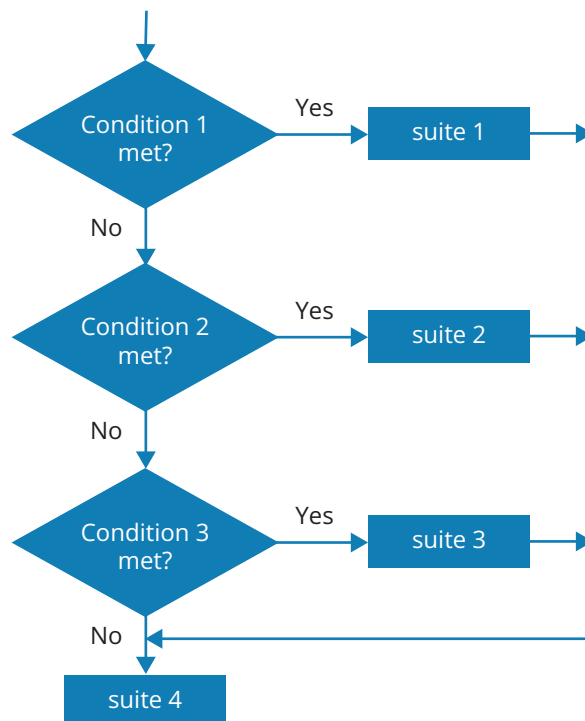 Condition 1
met?
Yes
suite 1
No
Condition 2
met?
Yes
suite 2
No
Condition 3
met?
Yes
suite 3
No
suite 4